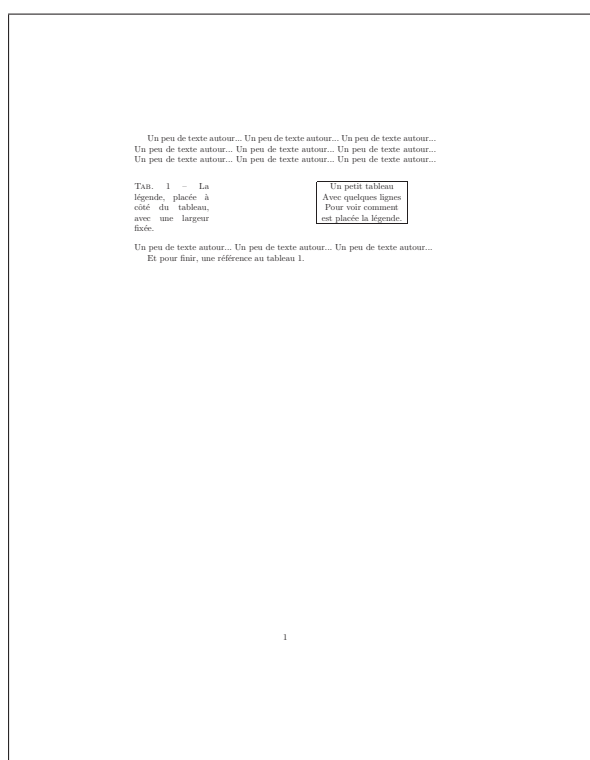 Un peu de texte autour... Un peu de texte autour... Un peu de texte autour...
Un peu de texte autour... Un peu de texte autour... Un peu de texte autour...
Un peu de texte autour... Un peu de texte autour... Un peu de texte autour...
TAB. 1 – La
légende, placée à
côté du tableau,
avec une largeur
fixée.
Un petit tableau
Avec quelques lignes
Pour voir comment
est placée la légende.
Un peu de texte autour... Un peu de texte autour... Un peu de texte autour...
Et pour finir, une référence au tableau 1.
1